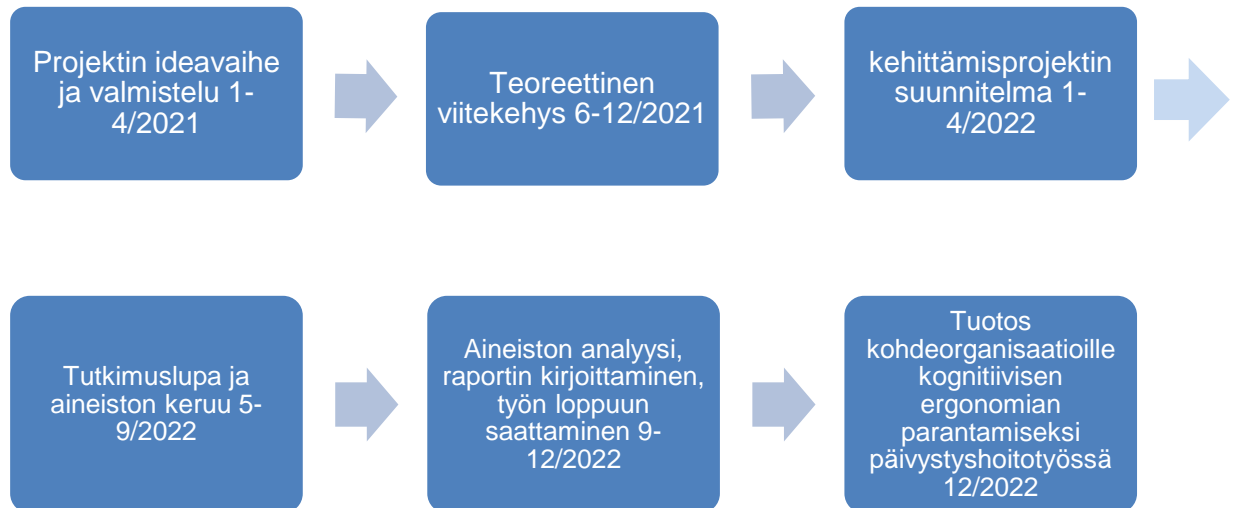 Projektin ideavaihe
ja valmistelu 1-
4/2021
Teoreettinen
viitekehys 6-12/2021
kehittämisprojektin
suunnitelma 1-
4/2022
Tutkimuslupa ja
aineiston keruu 5-
9/2022
Aineiston analyysi,
raportin kirjoittaminen,
työn loppuun
saattaminen 9-
12/2022
Tuotos
kohdeorganisaatioille
kognitiivisen
ergonomian
parantamiseksi
päivystyshoitotyössä
12/2022